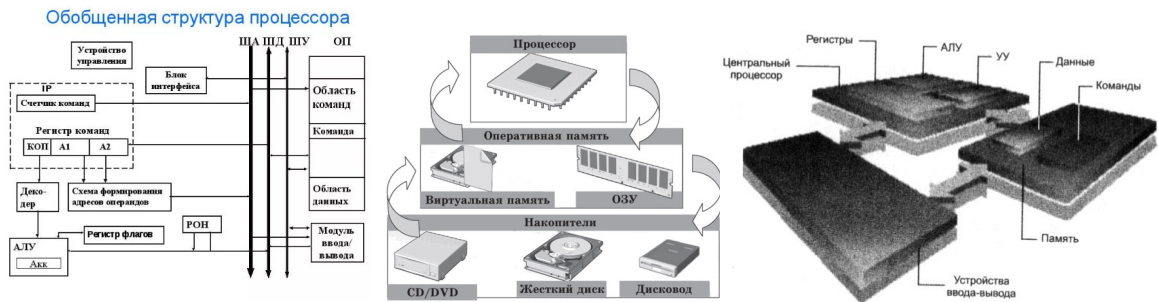 Обобщенная структура процессора
ША ШД ШУ ОП
Устройство
управления
Блок
интерфейса
IP
Счетчик команд
Регистр команд
КОП А1 А2
Деко-
дер
Схема формирования
адресов операндов
РОН
Регистр флагов
АЛУ
Акк
Область
команд
Команда
Область
данных
Модуль
ввода/
вывода
Процессор
Оперативная память
Виртуальная память
ОЗУ
Накопители
CD/DVD
Жесткий диск
Дисковод
Регистры
АЛУ
УУ
Центральный
процессор
Данные
Команды
Память
Устройства
ввода-вывода